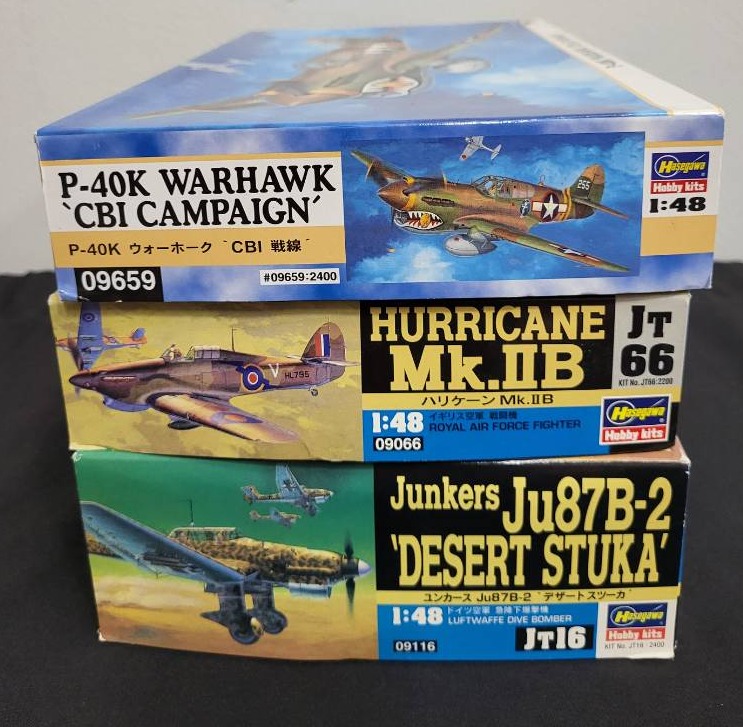 P-40K WARHAWK
`CBI CAMPAIGN´
P-40K ウォーホーク `CBI 戦線´
09659
#09659:2400
255
Hasegawa
Hobby kits
1:48
HURRICANE
Mk.IIB
ハリケーン Mk.IIB
1:48
イギリス空軍 戦闘機
ROYAL AIR FORCE FIGHTER
09066
JT
66
KIT No. JT66:2200
Hasegawa
Hobby kits
V
HL795
Junkers Ju87B-2
`DESERT STUKA´
ユンカース Ju87B-2 `デザートスツーカ´
1:48
ドイツ空軍 急降下爆撃機
LUFTWAFFE DIVE BOMBER
09116
JT16
Hasegawa
Hobby kits
KIT No. JT16:2400